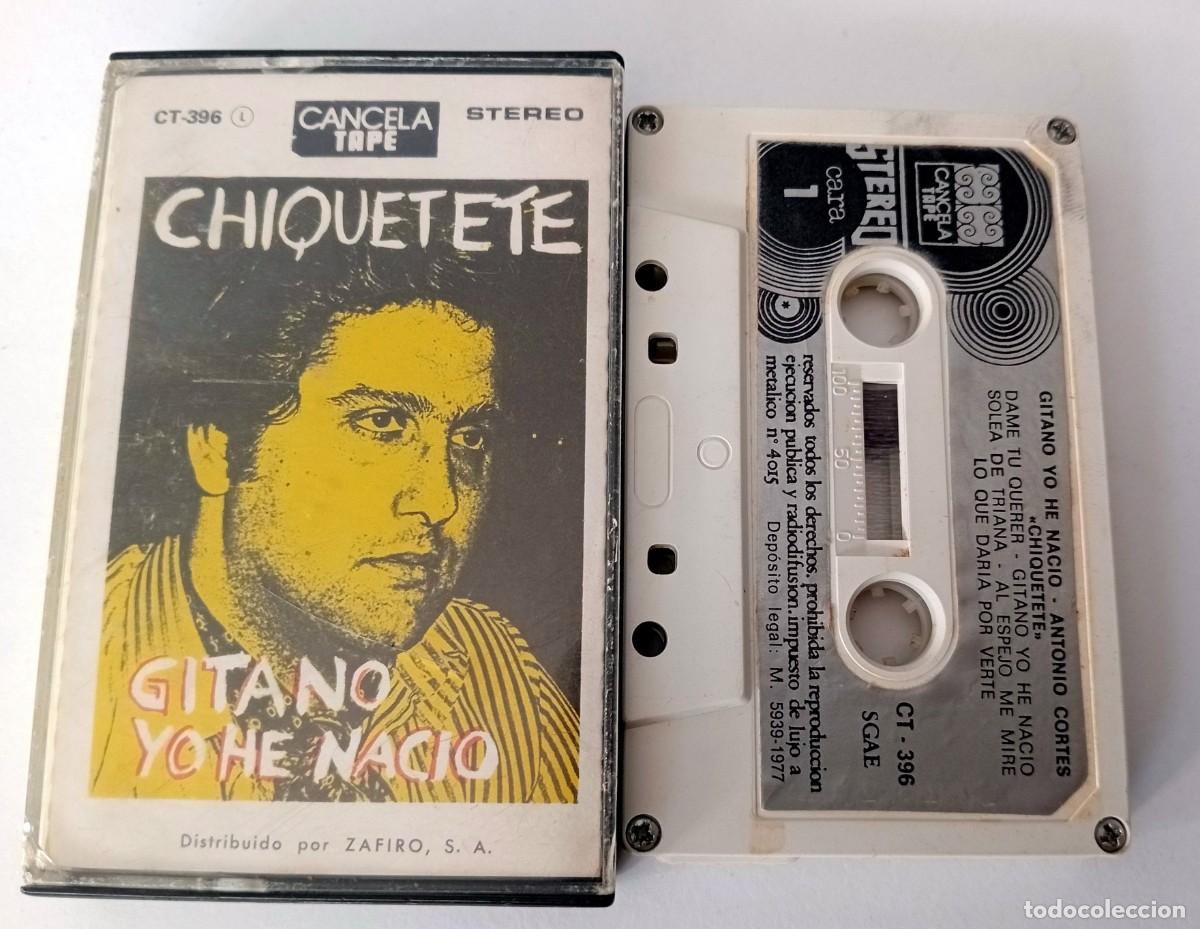 CT-396 L
CANCELA
TAPE
STEREO
CHIQUETETE
GITANO
YO HE NACIO
Distribuido por ZAFIRO, S. A.
CANCELA
TAPE
STEREO
cara
1
GITANO YO HE NACIO - ANTONIO CORTES
«CHIQUETETE»
DAME TU QUERER - GITANO YO HE NACIO
SOLEA DE TRIANA - AL ESPEJO ME MIRE
LO QUE DARIA POR VERTE
100 50 0
reservados todos los derechos. prohibida la reproduccion
ejecucion publica y radiodifusion. impuesto de lujo a
metalico n° 4015 Depósito legal: M. 5939-1977
CT - 396
SGAE
todocoleccion